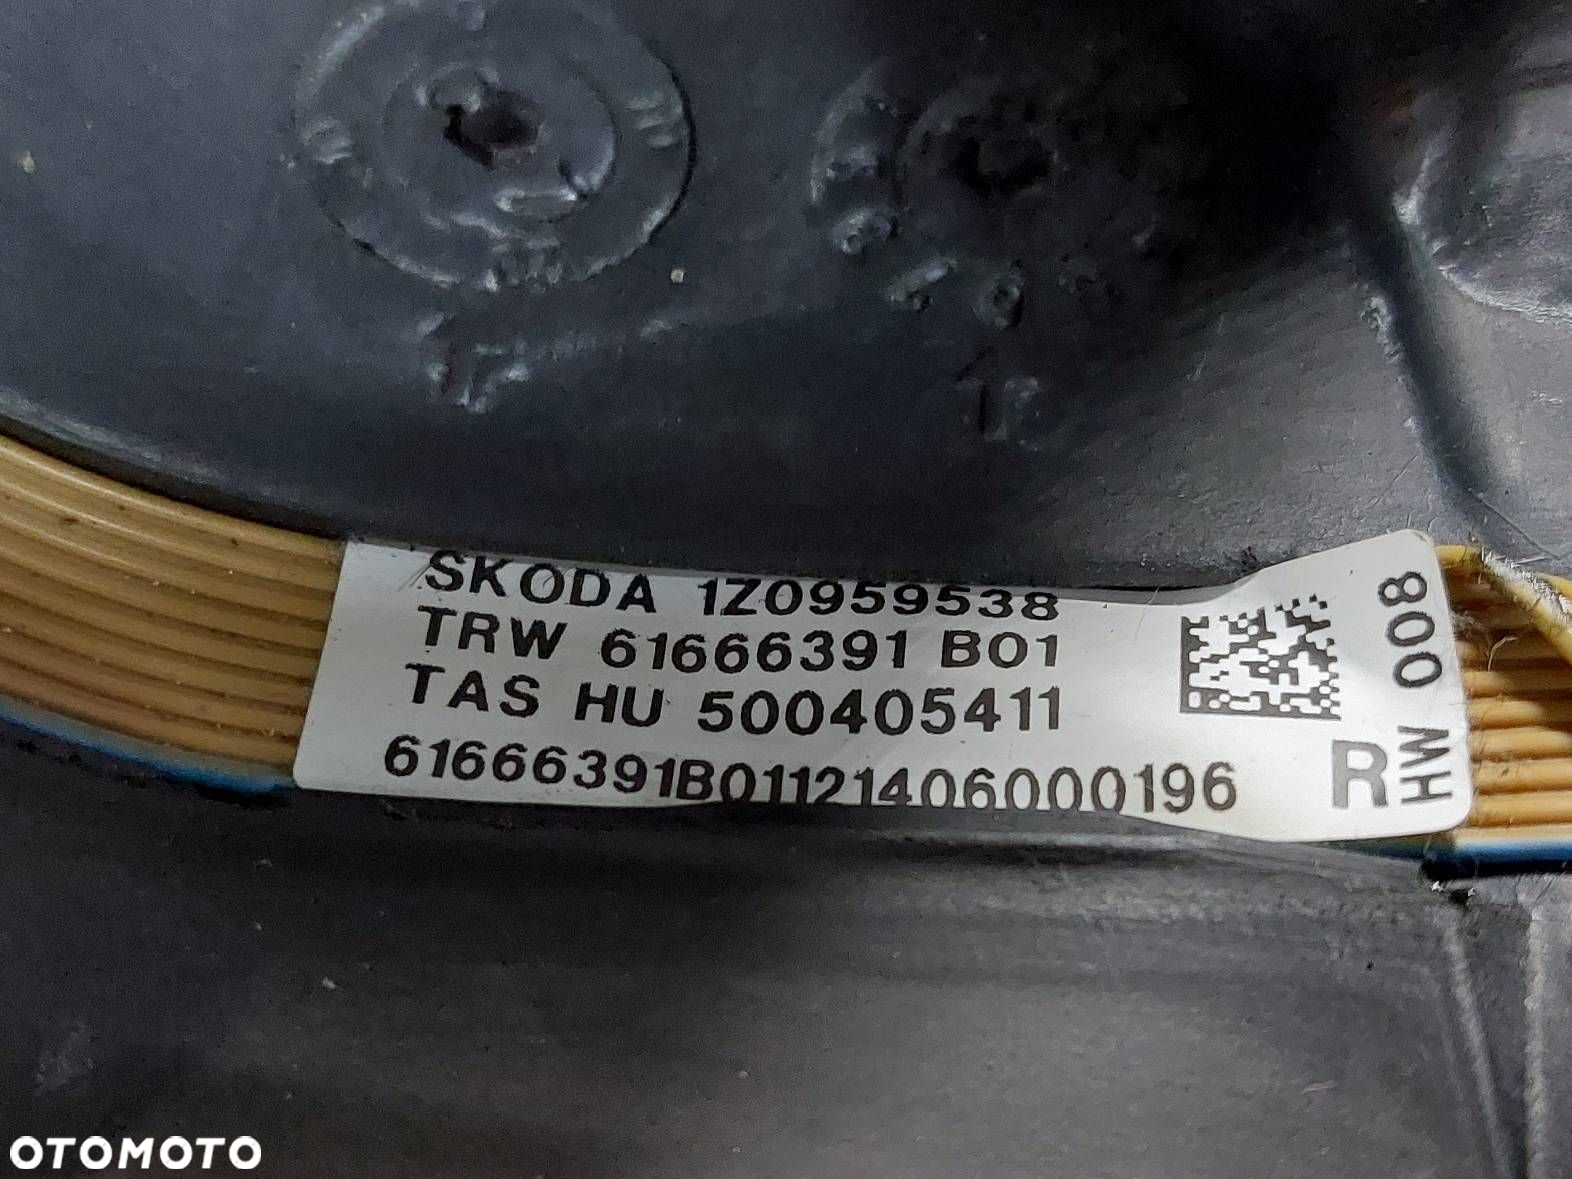 SKODA 1Z0959538
TRW 61666391 B01
TAS HU 500405411
61666391B01121406000196
R
HW 008
OTOMOTO